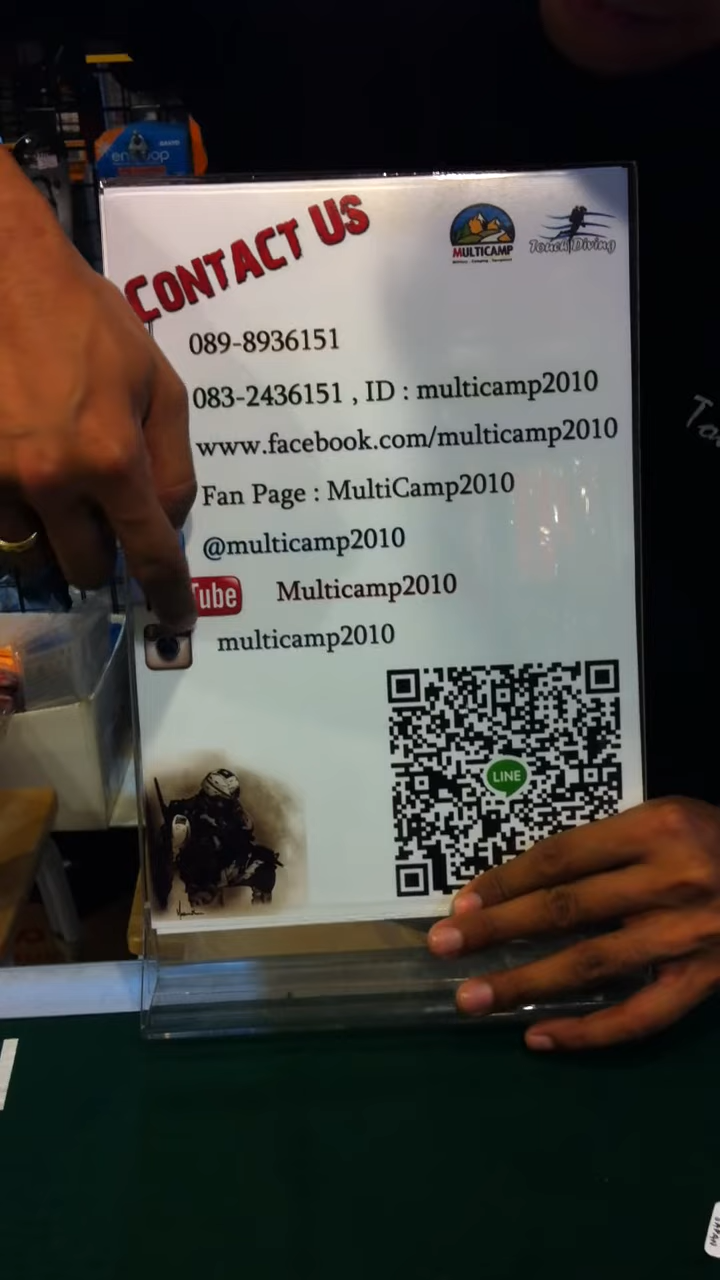 SANYO
CONTACT US
MULTICAMP
Touch Diving
089-8936151
083-2436151 , ID : multicamp2010
www.facebook.com/multicamp2010
Fan Page : MultiCamp2010
@multicamp2010
Tube Multicamp2010
multicamp2010
LINE